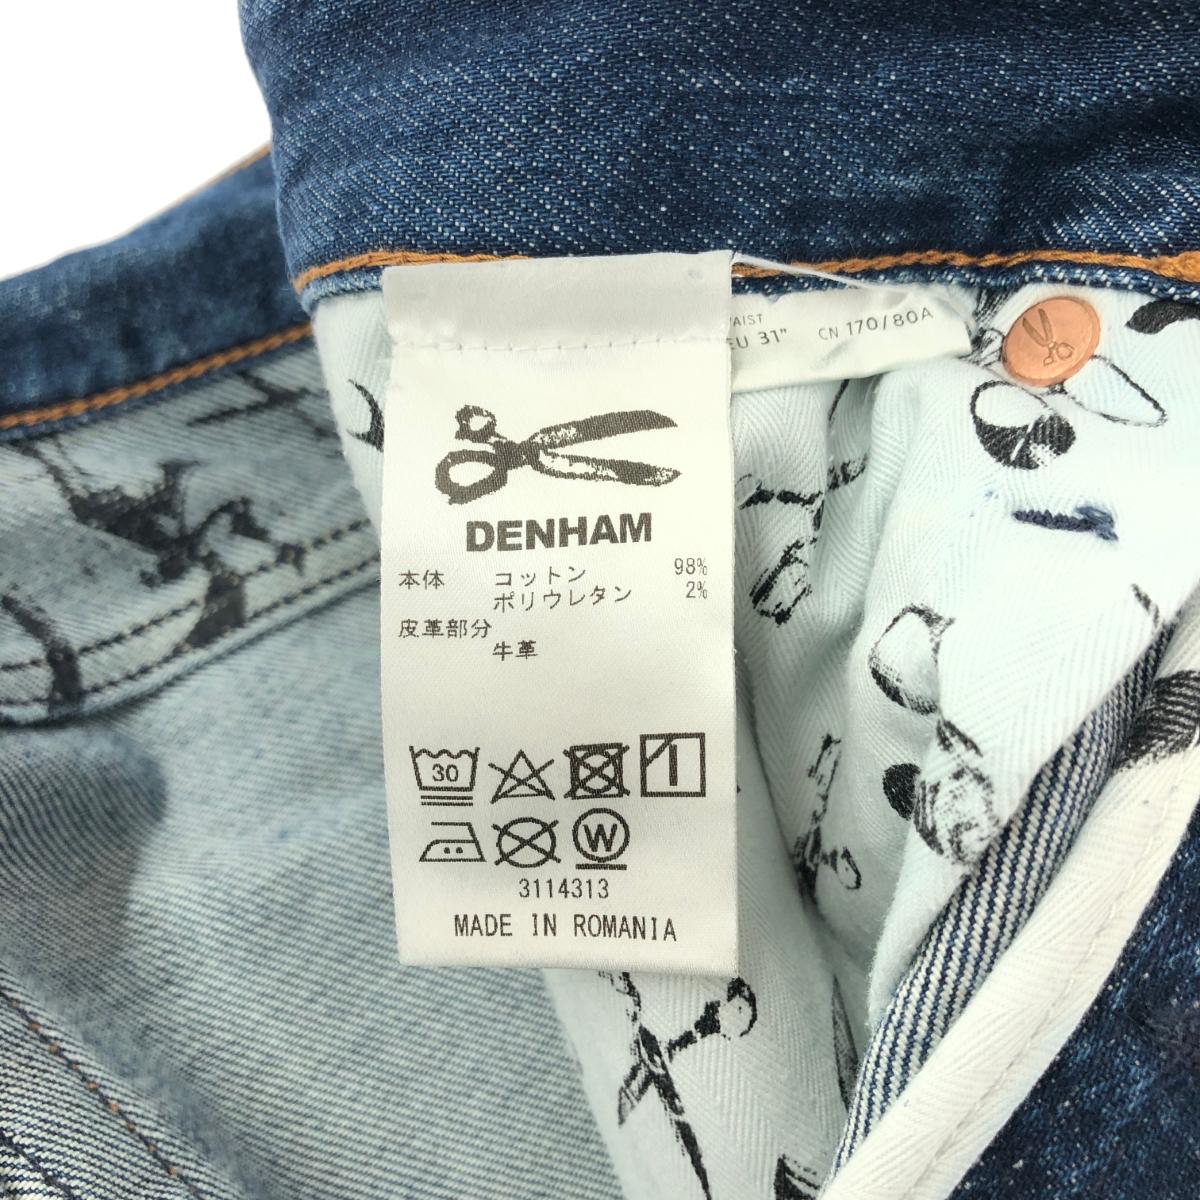 AIST
EU 31" CN 170/80A
DENHAM
本体 コットン 98%
ポリウレタン 2%
皮革部分
牛革
30
W
3114313
MADE IN ROMANIA